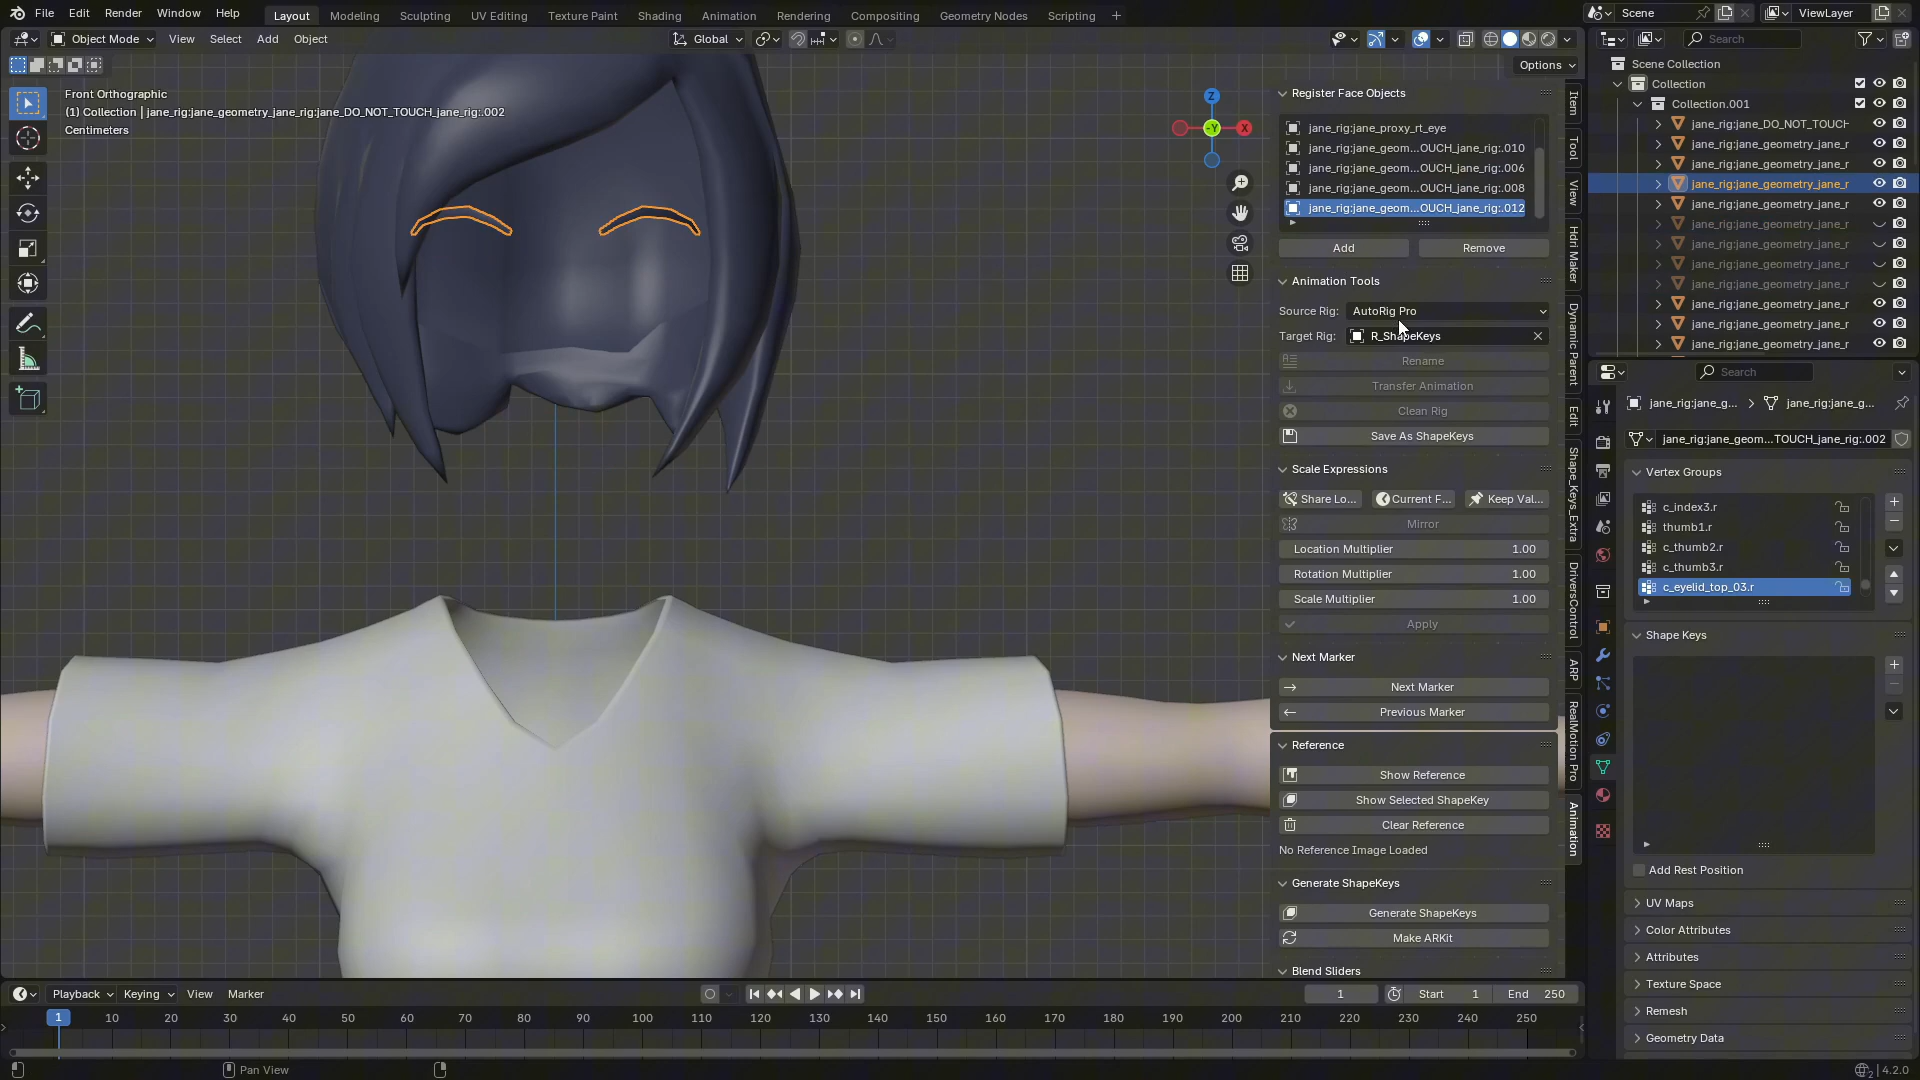 File Edit Render Window Help Layout Modeling Sculpting UV Editing Texture Paint Shading Animation Rendering Compositing Geometry Nodes Scripting + Scene ViewLayer
Object Mode View Select Add Object Global Search
Options
Front Orthographic
(1) Collection | jane_rig:jane_geometry_jane_rig:jane_DO_NOT_TOUCH_jane_rig:.002
Centimeters
Z
-Y X
Register Face Objects
jane_rig:jane_proxy_rt_eye
jane_rig:jane_geom...OUCH_jane_rig:.010
jane_rig:jane_geom...OUCH_jane_rig:.006
jane_rig:jane_geom...OUCH_jane_rig:.008
jane_rig:jane_geom...OUCH_jane_rig:.012
Add Remove
Animation Tools
Source Rig: AutoRig Pro
Target Rig: R_ShapeKeys
Rename
Transfer Animation
Clean Rig
Save As ShapeKeys
Scale Expressions
Share Lo... Current F... Keep Val...
Mirror
Location Multiplier 1.00
Rotation Multiplier 1.00
Scale Multiplier 1.00
Apply
Next Marker
Next Marker
Previous Marker
Reference
Show Reference
Show Selected ShapeKey
Clear Reference
No Reference Image Loaded
Generate ShapeKeys
Generate ShapeKeys
Make ARKit
Blend Sliders
Item
Tool
View
Hdri Maker
Dynamic Parent
Edit
Shape_Keys_Extra
DriversControl
ARP
RealMotion Pro
Animation
Scene Collection
Collection
Collection.001
jane_rig:jane_DO_NOT_TOUCH
jane_rig:jane_geometry_jane_r
jane_rig:jane_geometry_jane_r
jane_rig:jane_geometry_jane_r
jane_rig:jane_geometry_jane_r
jane_rig:jane_geometry_jane_r
jane_rig:jane_geometry_jane_r
jane_rig:jane_geometry_jane_r
jane_rig:jane_geometry_jane_r
jane_rig:jane_geometry_jane_r
jane_rig:jane_geometry_jane_r
jane_rig:jane_geometry_jane_r
Search
jane_rig:jane_g... jane_rig:jane_g...
jane_rig:jane_geom...TOUCH_jane_rig:.002
Vertex Groups
c_index3.r
thumb1.r
c_thumb2.r
c_thumb3.r
c_eyelid_top_03.r
Shape Keys
Add Rest Position
UV Maps
Color Attributes
Attributes
Texture Space
Remesh
Geometry Data
Playback Keying View Marker 1 Start 1 End 250
1 10 20 30 40 50 60 70 80 90 100 110 120 130 140 150 160 170 180 190 200 210 220 230 240 250
Pan View 2 4.2.0